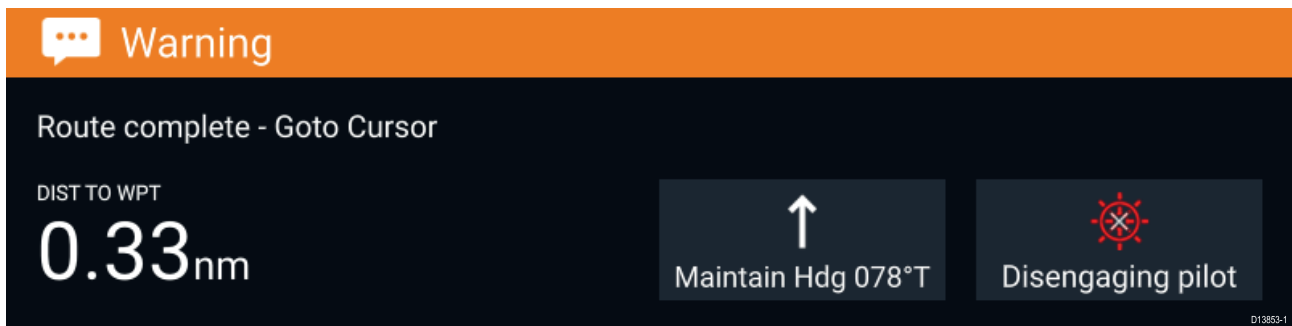 Warning
Route complete - Goto Cursor
DIST TO WPT
0.33nm
Maintain Hdg 078°T
Disengaging pilot
D13853-1